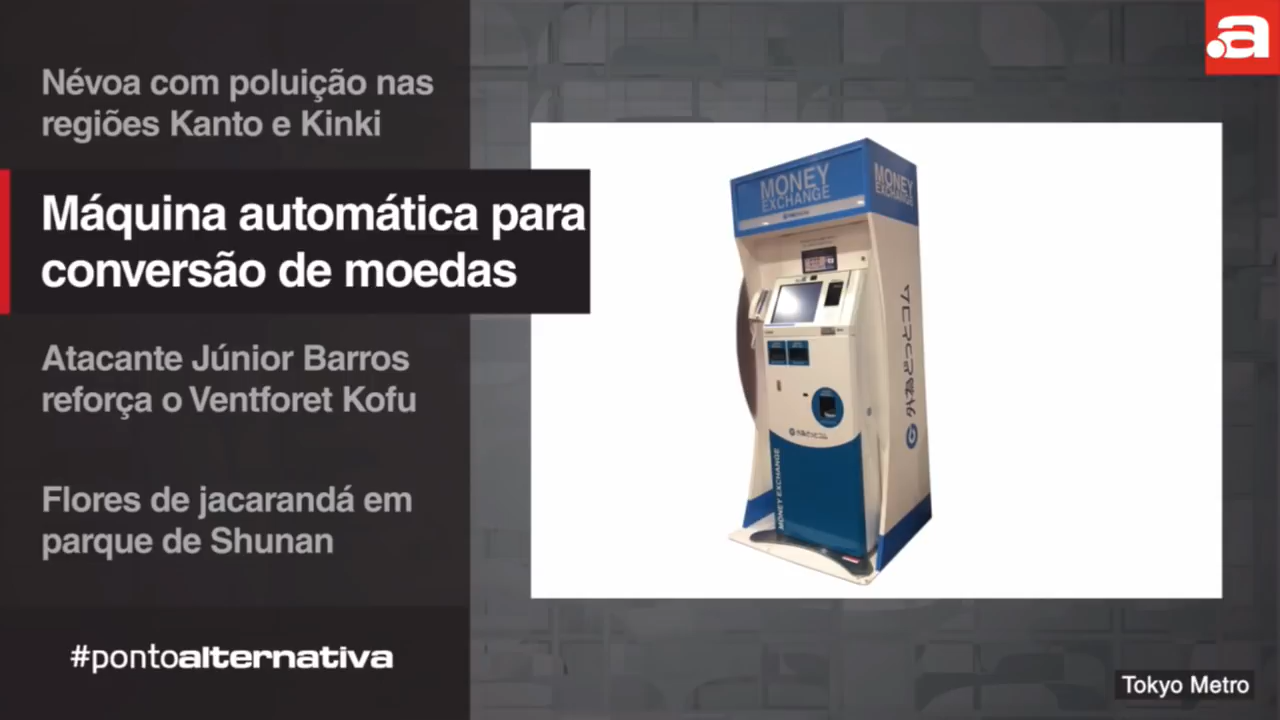 Névoa com poluição nas
regiões Kanto e Kinki
Máquina automática para
conversão de moedas
Atacante Júnior Barros
reforça o Ventforet Kofu
Flores de jacarandá em
parque de Shunan
#pontoalternativa
.a
MONEY
EXCHANGE
MONEY
EXCHANGE
MONEY EXCHANGE
Tokyo Metro